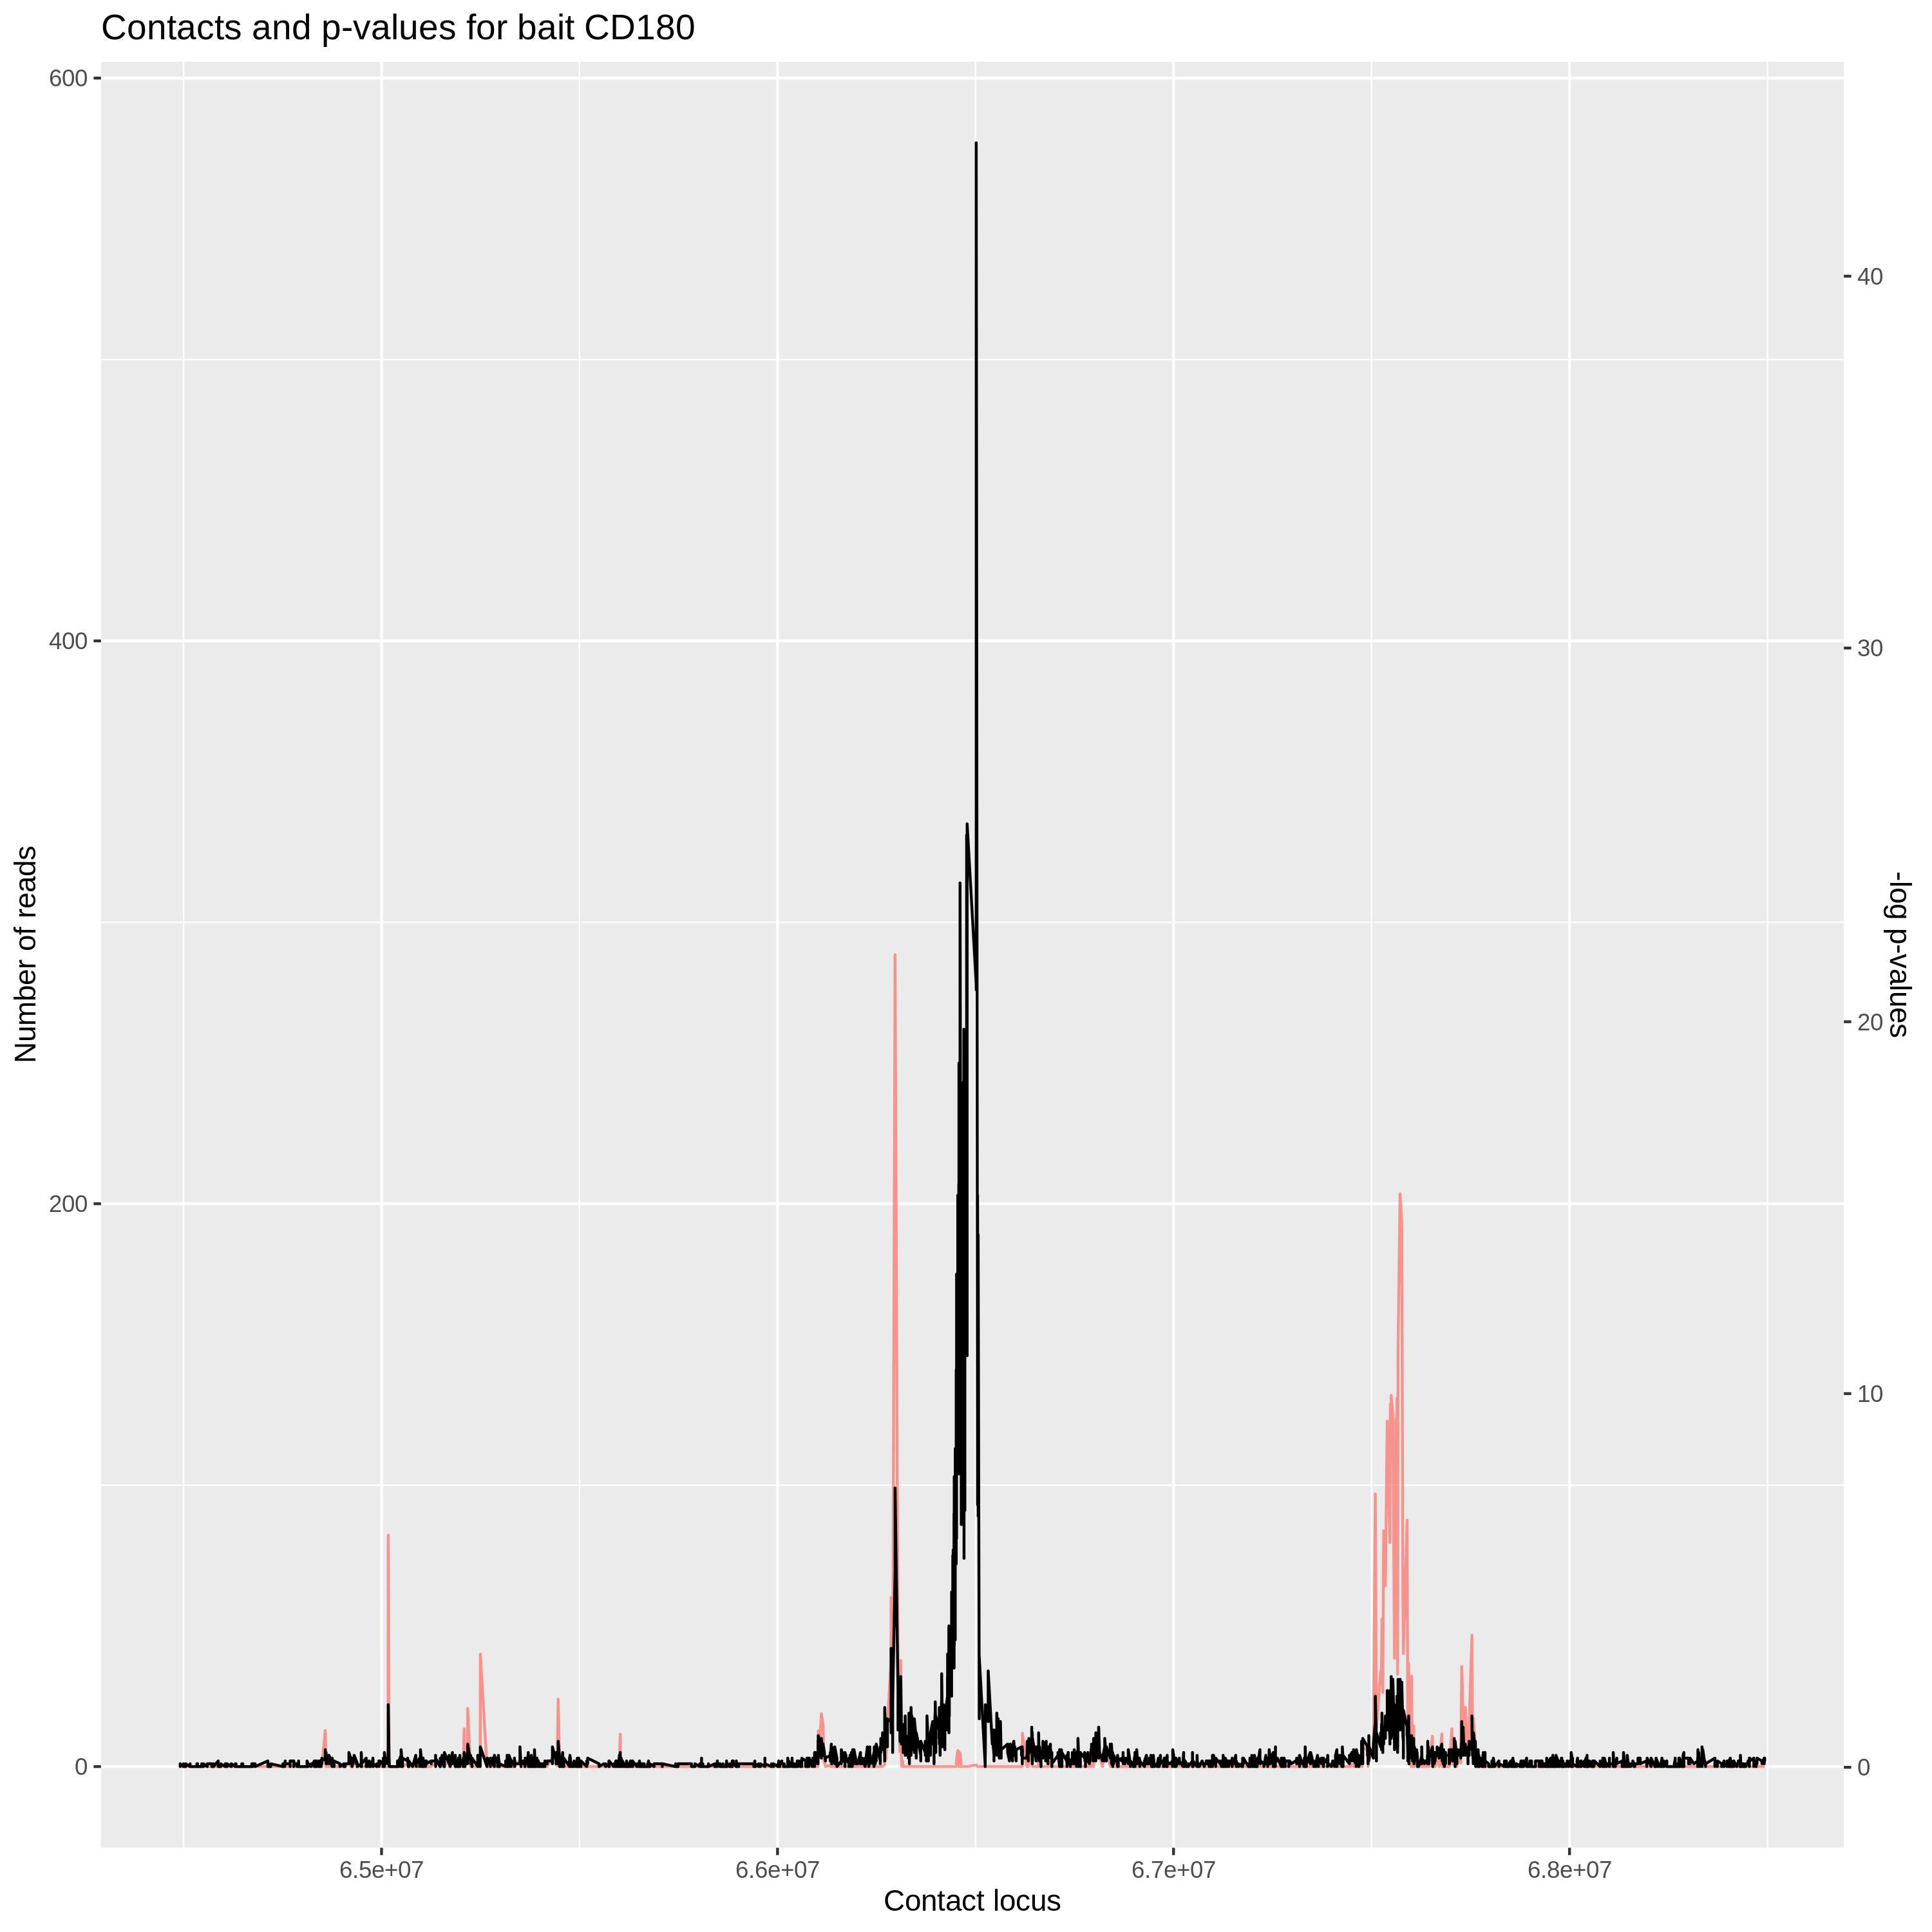 Contacts and p-values for bait CD180
600
400
200
0
Number of reads
40
30
20
10
0
-log p-values
6.5e+07 6.6e+07 6.7e+07 6.8e+07
Contact locus